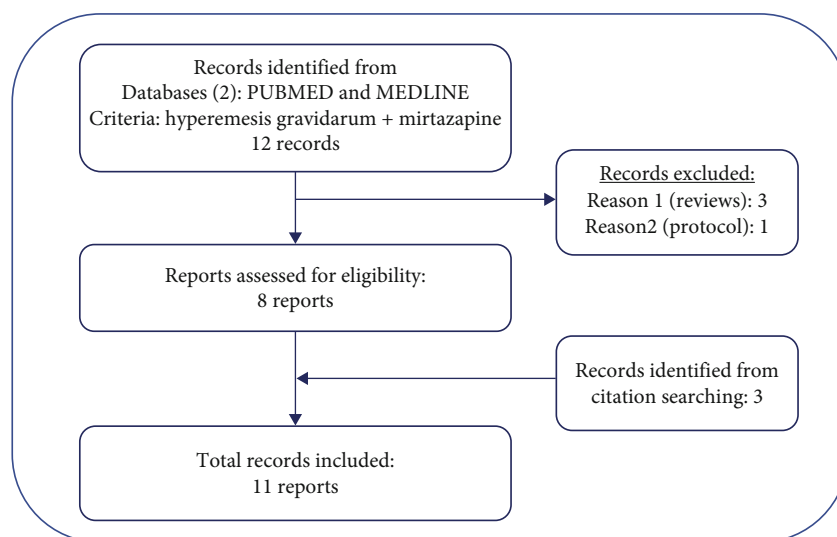 Records identified from
Databases (2): PUBMED and MEDLINE
Criteria: hyperemesis gravidarum + mirtazapine
12 records
Records excluded:
Reason 1 (reviews): 3
Reason2 (protocol): 1
Reports assessed for eligibility:
8 reports
Records identified from
citation searching: 3
Total records included:
11 reports